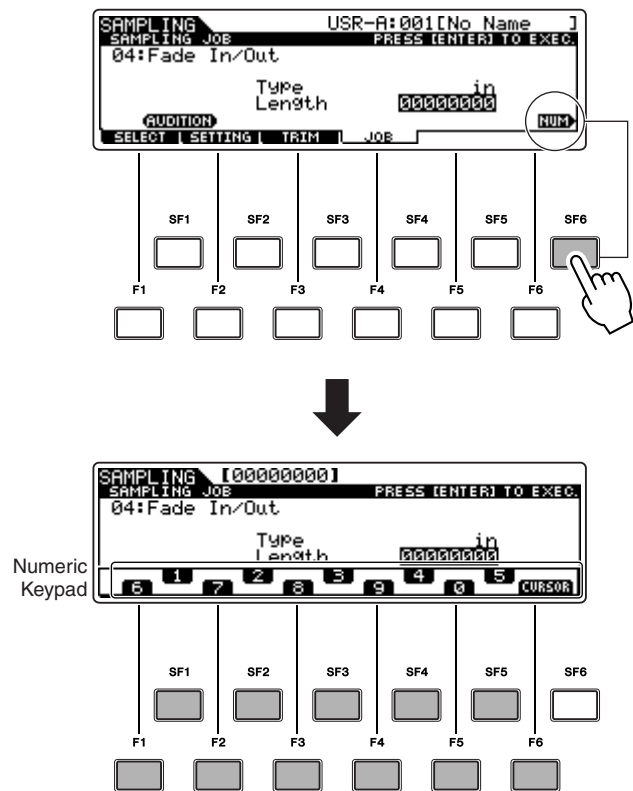 SAMPLING USR-A:001[No Name ]
SAMPLING JOB PRESS [ENTER] TO EXEC.
04:Fade In/Out
Type in
Length 00000000
AUDITION NUM
SELECT SETTING TRIM JOB
SF1 SF2 SF3 SF4 SF5 SF6
F1 F2 F3 F4 F5 F6
SAMPLING [00000000]
SAMPLING JOB PRESS [ENTER] TO EXEC.
04:Fade In/Out
Type in
Length 00000000
Numeric
Keypad
1 2 3 4 5
6 7 8 9 0 CURSOR
SF1 SF2 SF3 SF4 SF5 SF6
F1 F2 F3 F4 F5 F6